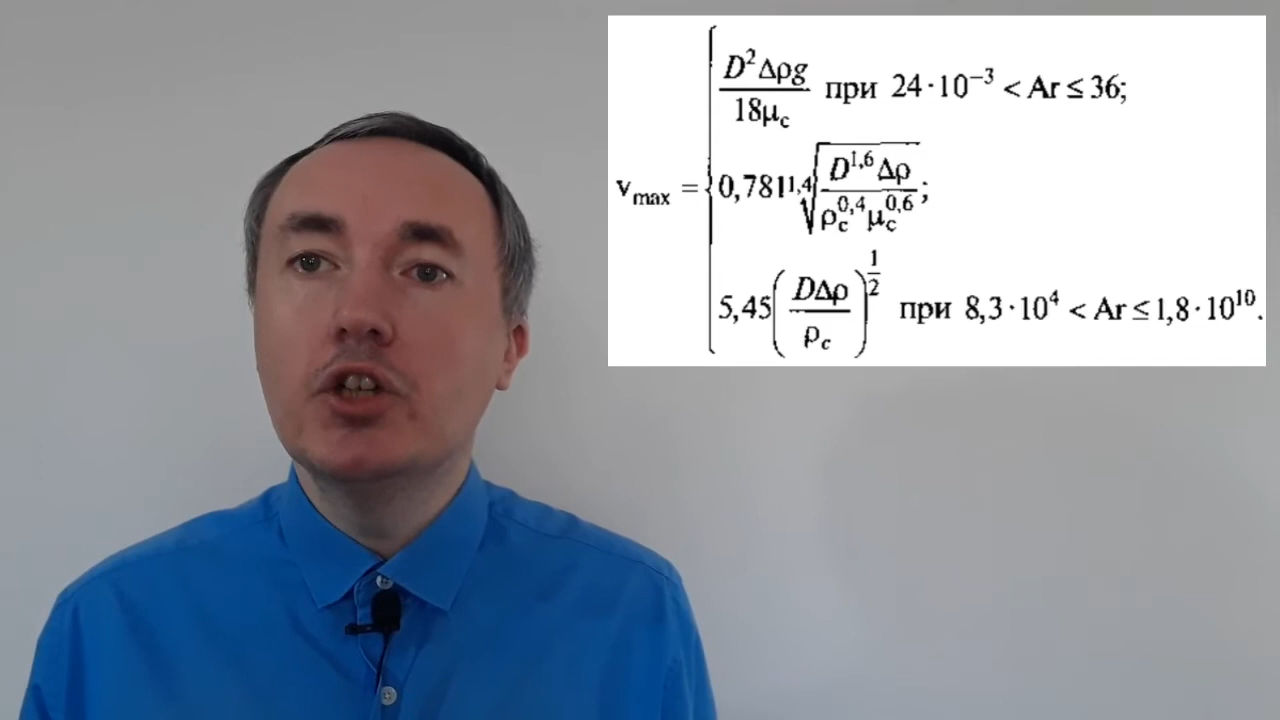 v_max = { D²Δρg / 18μ_c при 24·10⁻³ < Ar ≤ 36;
0,781 ^1,4√(D^1,6 Δρ / ρ_c^0,4 μ_c^0,6);
5,45 (DΔρ / ρ_c)^(1/2) при 8,3·10⁴ < Ar ≤ 1,8·10¹⁰.